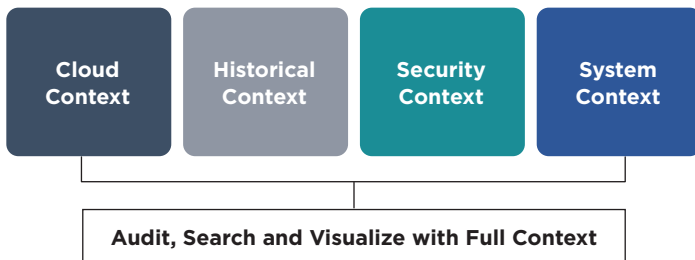 Cloud
Context
Historical
Context
Security
Context
System
Context
Audit, Search and Visualize with Full Context